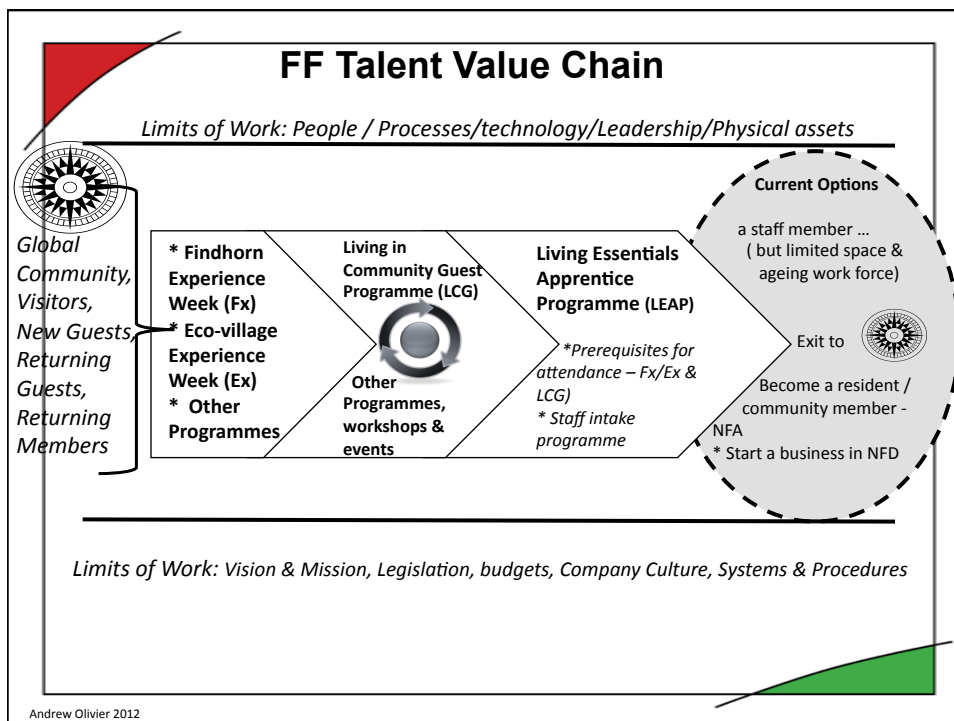 FF Talent Value Chain
Limits of Work: People / Processes/technology/Leadership/Physical assets
Global
Community,
Visitors,
New Guests,
Returning
Guests,
Returning
Members
* Findhorn
Experience
Week (Fx)
* Eco-village
Experience
Week (Ex)
* Other
Programmes
Living in
Community Guest
Programme (LCG)
Other
Programmes,
workshops &
events
Living Essentials
Apprentice
Programme (LEAP)
*Prerequisites for
attendance – Fx/Ex &
LCG)
* Staff intake
programme
Current Options
a staff member ...
( but limited space &
ageing work force)
Exit to
Become a resident /
community member -
NFA
* Start a business in NFD
Limits of Work: Vision & Mission, Legislation, budgets, Company Culture, Systems & Procedures
Andrew Olivier 2012